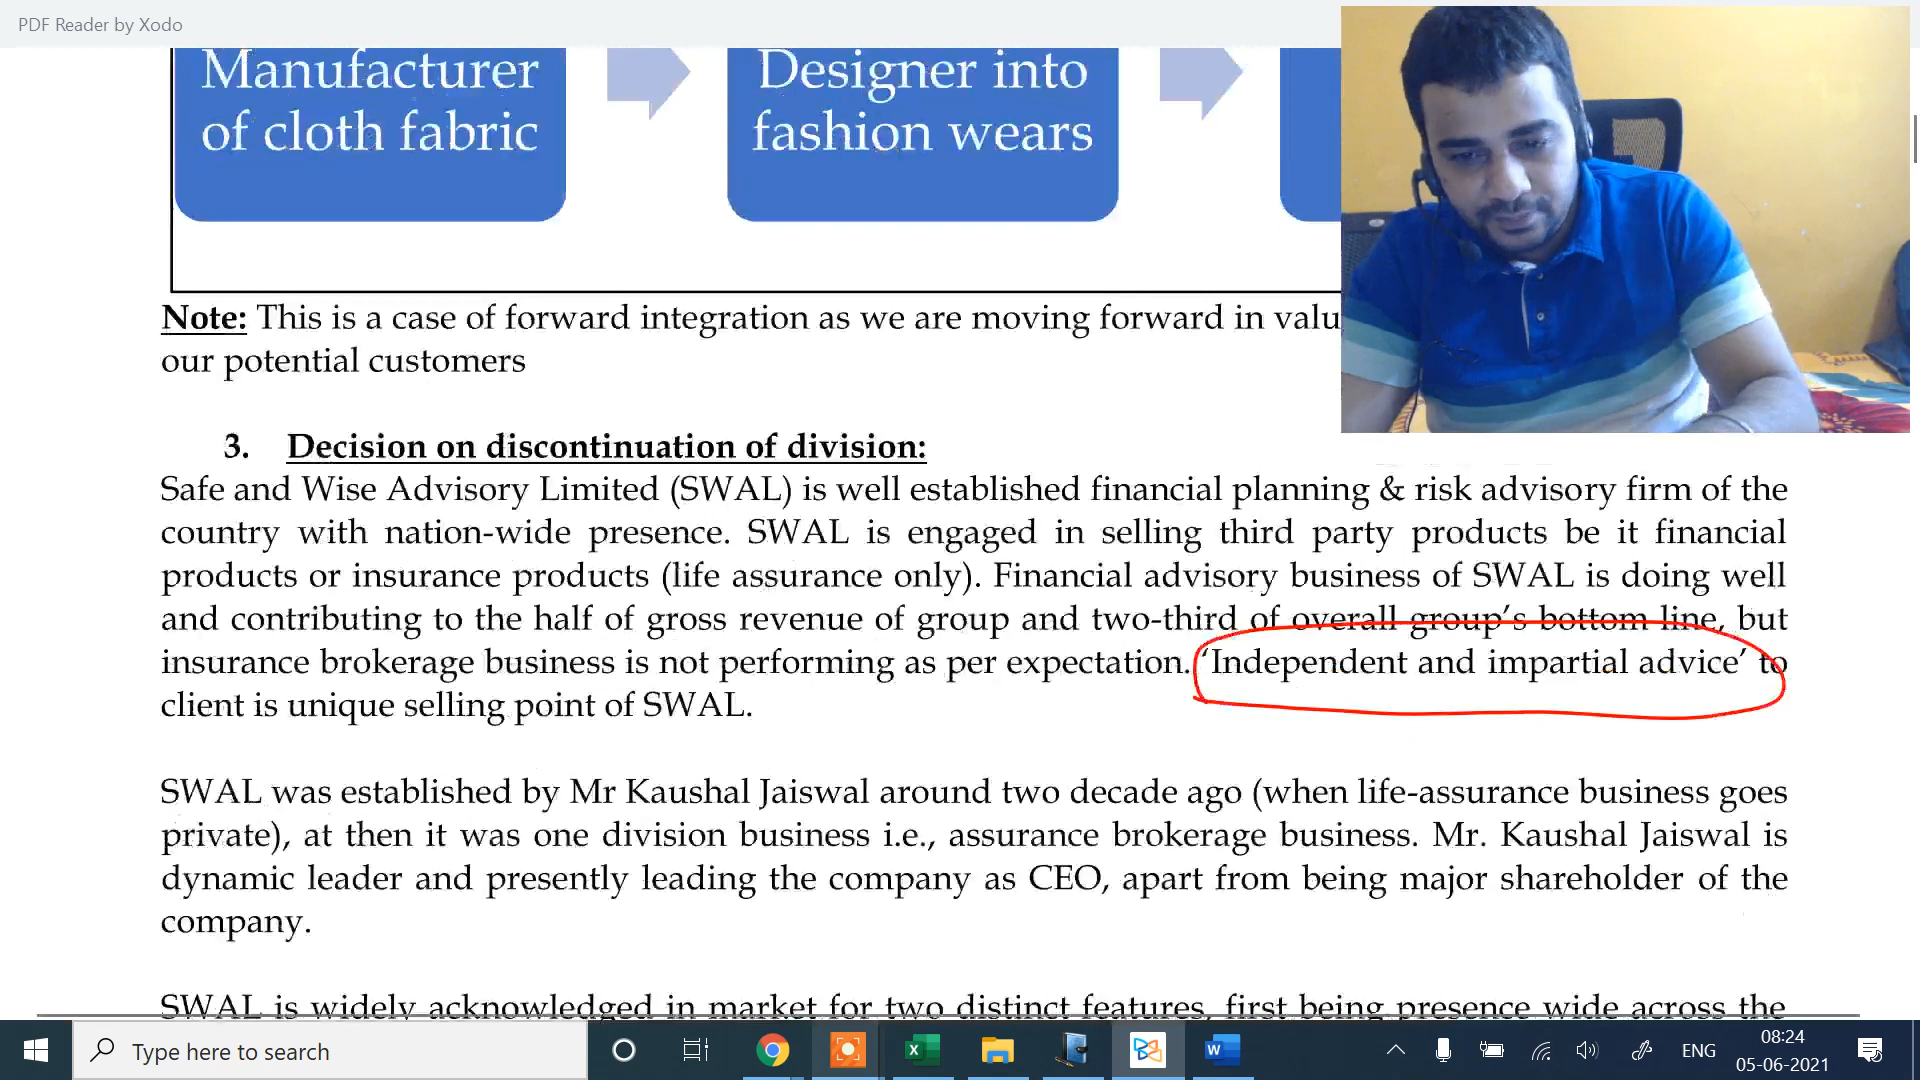 PDF Reader by Xodo
Manufacturer
of cloth fabric
Designer into
fashion wears
Note: This is a case of forward integration as we are moving forward in valu
our potential customers
3. Decision on discontinuation of division:
Safe and Wise Advisory Limited (SWAL) is well established financial planning & risk advisory firm of the
country with nation-wide presence. SWAL is engaged in selling third party products be it financial
products or insurance products (life assurance only). Financial advisory business of SWAL is doing well
and contributing to the half of gross revenue of group and two-third of overall group's bottom line, but
insurance brokerage business is not performing as per expectation. 'Independent and impartial advice' to
client is unique selling point of SWAL.
SWAL was established by Mr Kaushal Jaiswal around two decade ago (when life-assurance business goes
private), at then it was one division business i.e., assurance brokerage business. Mr. Kaushal Jaiswal is
dynamic leader and presently leading the company as CEO, apart from being major shareholder of the
company.
SWAL is widely acknowledged in market for two distinct features, first being presence wide across the
Type here to search
ENG
08:24
05-06-2021